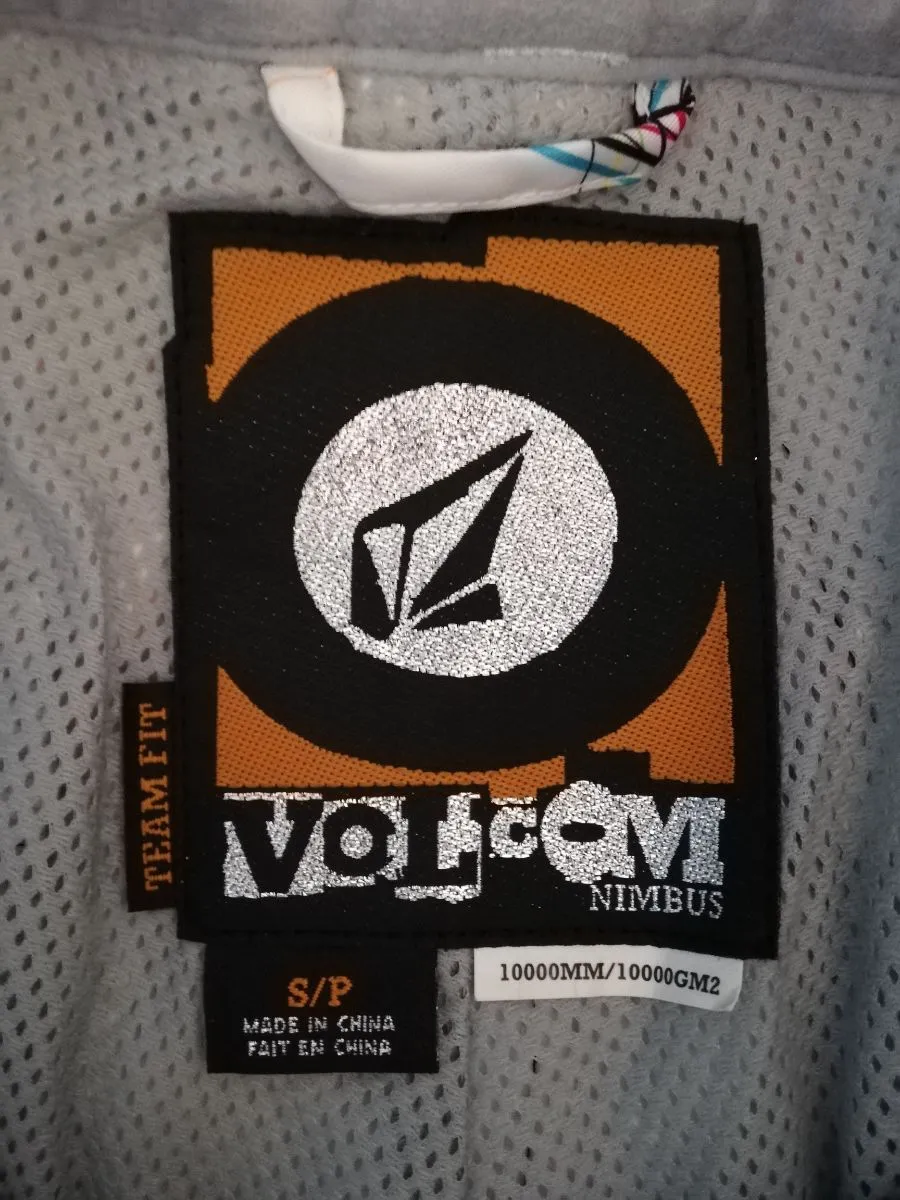 TEAM FIT
VOLCOM
NIMBUS
S/P
MADE IN CHINA
FAIT EN CHINA
10000MM/10000GM2